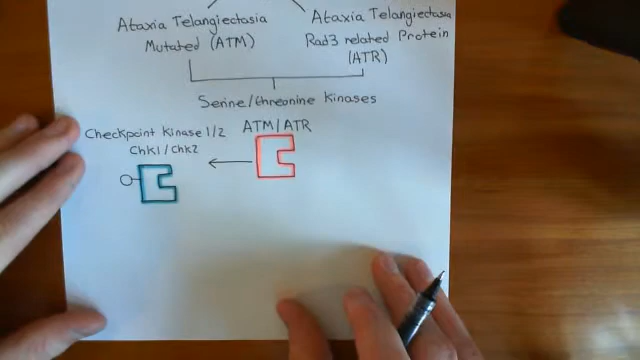 Ataxia Telangiectasia
Mutated (ATM)
Ataxia Telangiectasia
Rad3 related Protein
(ATR)
Serine/threonine Kinases
Checkpoint Kinase 1/2
Chk1/Chk2
ATM/ATR